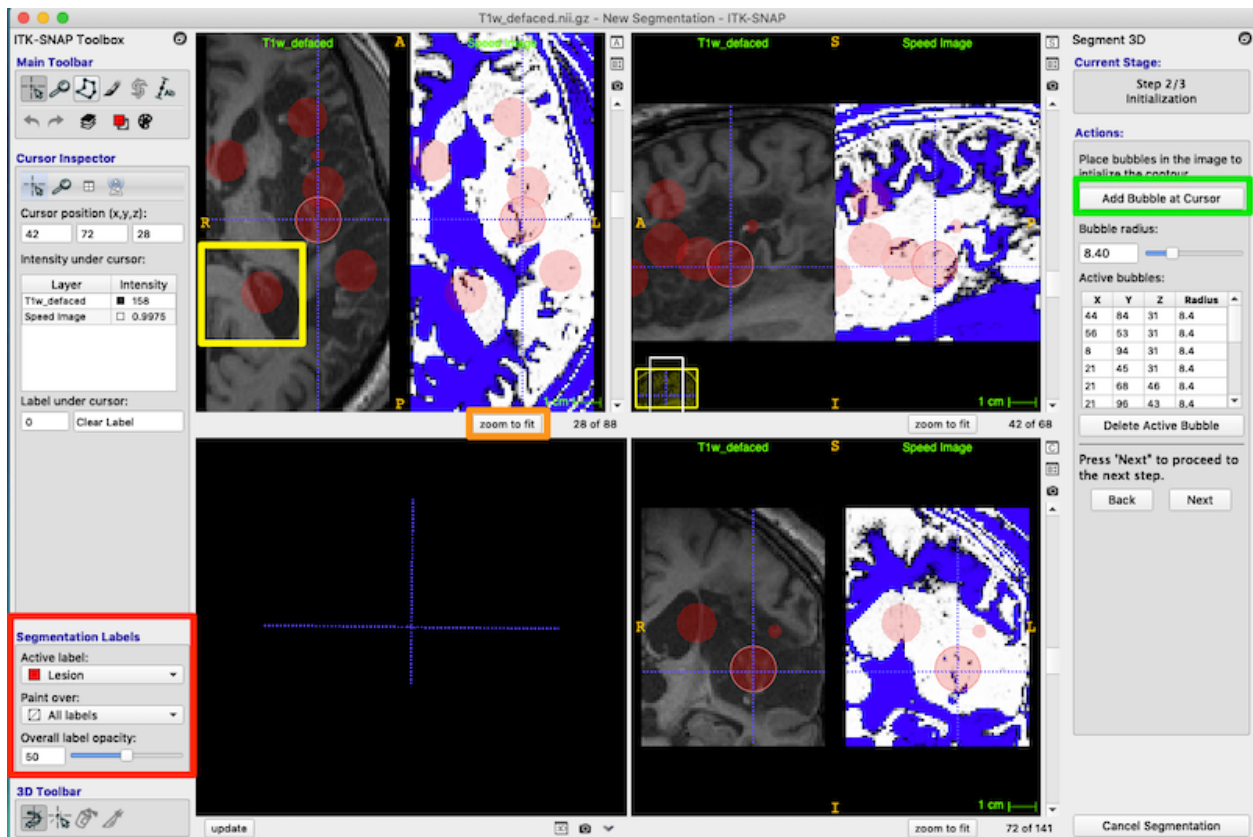 T1w_defaced.nii.gz - New Segmentation - ITK-SNAP
ITK-SNAP Toolbox
Main Toolbar
Cursor Inspector
Cursor position (x,y,z):
42 72 28
Intensity under cursor:
Layer Intensity
T1w_defaced 158
Speed Image 0.9975
Label under cursor:
0 Clear Label
Segmentation Labels
Active label:
Lesion
Paint over:
All labels
Overall label opacity:
50
3D Toolbar
T1w_defaced A Speed Image
R L
P 1 cm
zoom to fit 28 of 88
A
T1w_defaced S Speed Image
A P
I 1 cm
zoom to fit 42 of 68
S
update
3D
T1w_defaced S Speed Image
R L
I 1 cm
zoom to fit 72 of 141
C
Segment 3D
Current Stage:
Step 2/3
Initialization
Actions:
Place bubbles in the image to
intialize the contour
Add Bubble at Cursor
Bubble radius:
8.40
Active bubbles:
X Y Z Radius
44 84 31 8.4
56 53 31 8.4
8 94 31 8.4
21 45 31 8.4
21 68 46 8.4
21 96 43 8.4
Delete Active Bubble
Press "Next" to proceed to
the next step.
Back Next
Cancel Segmentation